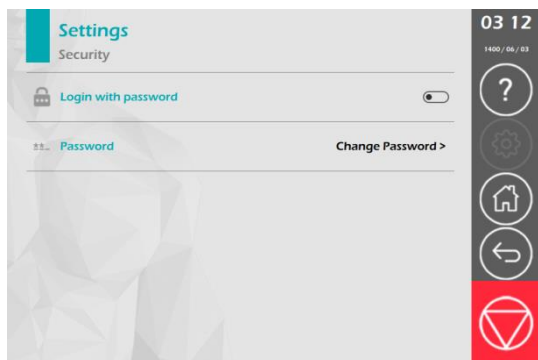 Settings
Security
Login with password
Password
Change Password >
03 12
1400 / 06 / 03
?